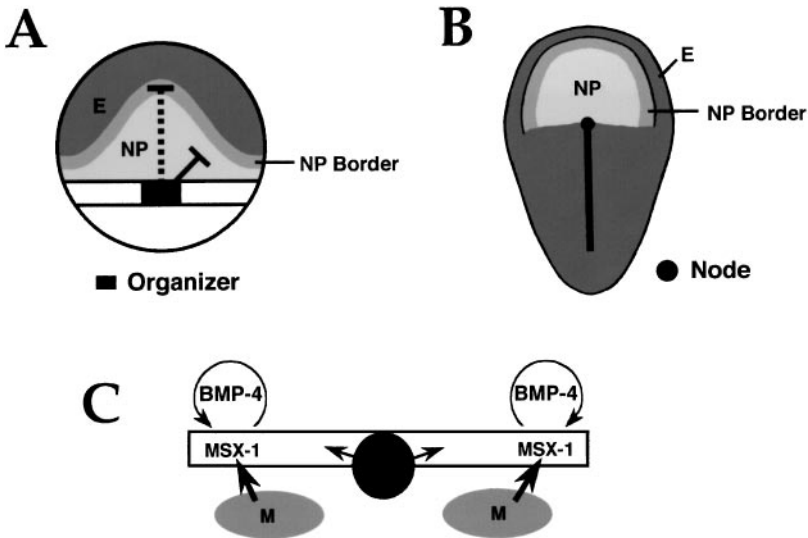 A
E
NP
NP Border
Organizer
B
E
NP
NP Border
Node
C
BMP-4 BMP-4
MSX-1 MSX-1
M M